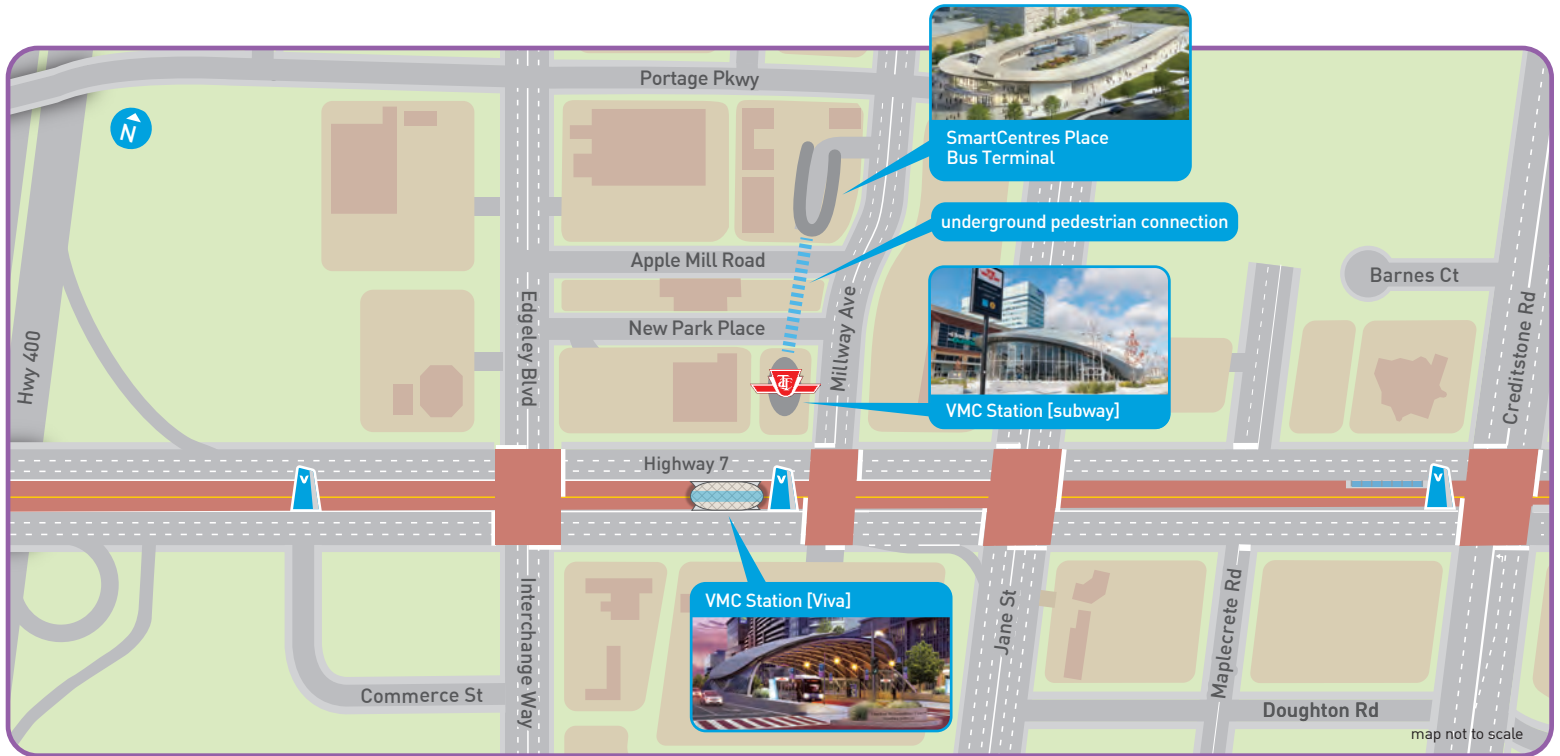 Portage Pkwy
SmartCentres Place
Bus Terminal
N
underground pedestrian connection
Apple Mill Road
Barnes Ct
Hwy 400
Edgeley Blvd
New Park Place
Millway Ave
Creditstone Rd
TTC
VMC Station [subway]
Highway 7
V
V
V
Interchange Way
VMC Station [Viva]
Jane St
Maplecrete Rd
Commerce St
Doughton Rd
map not to scale